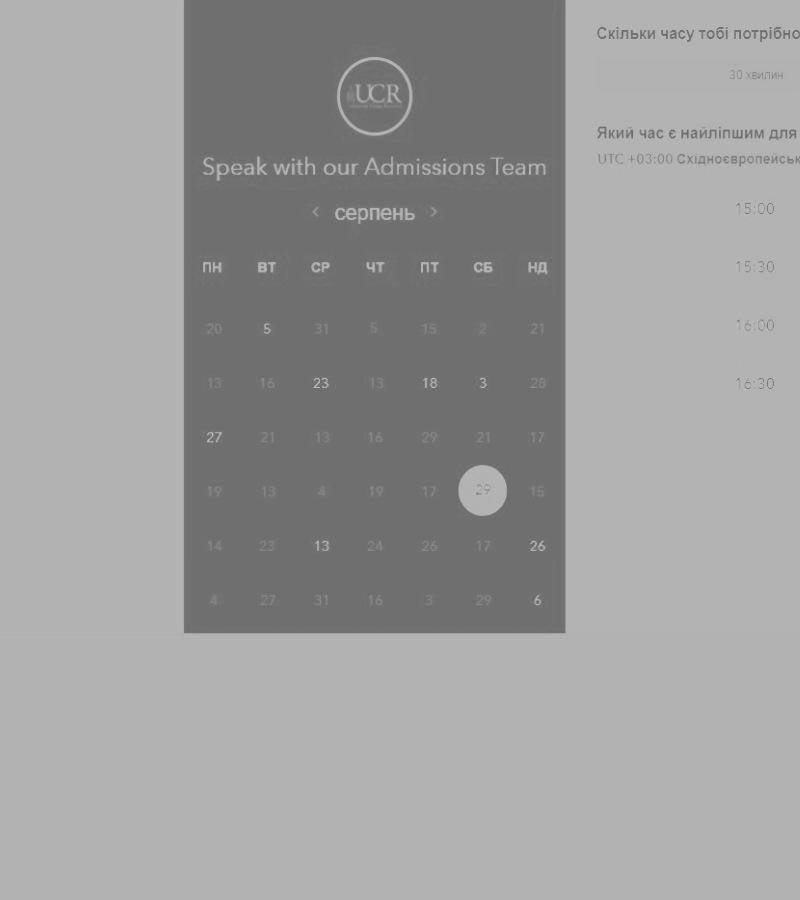 UCR
Speak with our Admissions Team
< серпень >
ПН ВТ СР ЧТ ПТ СБ НД
20 5 31 5 15 2 21
13 16 23 13 18 3 28
27 21 13 16 29 21 17
19 13 4 19 17 29 15
14 23 13 24 26 17 26
4 27 31 16 3 29 6
Скільки часу тобі потрібно
30 хвилин
Який час є найліпшим для
UTC +03:00 Східноєвропейськ
15:00
15:30
16:00
16:30